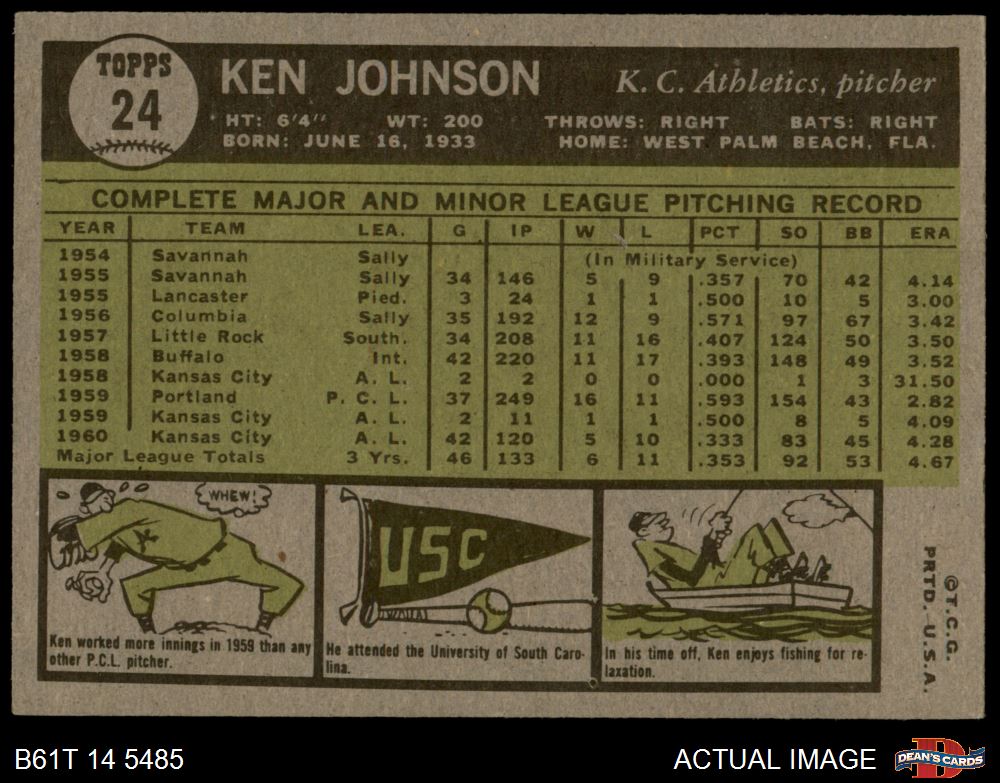 TOPPS
24
KEN JOHNSON K. C. Athletics, pitcher
HT: 6'4" WT: 200 THROWS: RIGHT BATS: RIGHT
BORN: JUNE 16, 1933 HOME: WEST PALM BEACH, FLA.
COMPLETE MAJOR AND MINOR LEAGUE PITCHING RECORD
YEAR TEAM LEA. G IP W L PCT SO BB ERA
1954 Savannah Sally (In Military Service)
1955 Savannah Sally 34 146 5 9 .357 70 42 4.14
1955 Lancaster Pied. 3 24 1 1 .500 10 5 3.00
1956 Columbia Sally 35 192 12 9 .571 97 67 3.42
1957 Little Rock South. 34 208 11 16 .407 124 50 3.50
1958 Buffalo Int. 42 220 11 17 .393 148 49 3.52
1958 Kansas City A. L. 2 2 0 0 .000 1 3 31.50
1959 Portland P. C. L. 37 249 16 11 .593 154 43 2.82
1959 Kansas City A. L. 2 11 1 1 .500 8 5 4.09
1960 Kansas City A. L. 42 120 5 10 .333 83 45 4.28
Major League Totals 3 Yrs. 46 133 6 11 .353 92 53 4.67
WHEW!
K
Ken worked more innings in 1959 than any
other P.C.L. pitcher.
USC
He attended the University of South Caro-
lina.
In his time off, Ken enjoys fishing for re-
laxation.
©T.C.G.
PRTD. U.S.A.
B61T 14 5485 ACTUAL IMAGE
D
DEAN'S CARDS